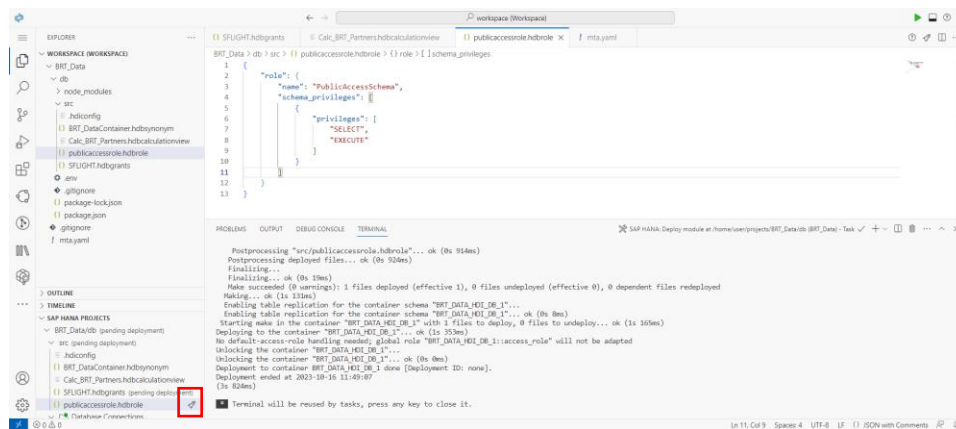 workspace (Workspace)
EXPLORER
SFLIGHT.hdbgrants
Calc_BRT_Partners.hdbcalculationview
publicaccessrole.hdbrole
mta.yaml
WORKSPACE (WORKSPACE)
BRT_Data
db
node_modules
src
.hdiconfig
BRT_DataContainer.hdbsynonym
Calc_BRT_Partners.hdbcalculationview
publicaccessrole.hdbrole
SFLIGHT.hdbgrants
.env
.gitignore
package-lock.json
package.json
.gitignore
mta.yaml
OUTLINE
TIMELINE
SAP HANA PROJECTS
BRT_Data/db (pending deployment)
src (pending deployment)
.hdiconfig
BRT_DataContainer.hdbsynonym
Calc_BRT_Partners.hdbcalculationview
SFLIGHT.hdbgrants (pending deployment)
publicaccessrole.hdbrole
Database Connections
BRT_Data > db > src > {} publicaccessrole.hdbrole > {} role > [ ] schema_privileges
1 {
2 "role": {
3 "name": "PublicAccessSchema",
4 "schema_privileges": [
5 {
6 "privileges": [
7 "SELECT",
8 "EXECUTE"
9 ]
10 }
11 ]
12 }
13 }
PROBLEMS OUTPUT DEBUG CONSOLE TERMINAL
SAP HANA: Deploy module at /home/user/projects/BRT_Data/db (BRT_Data) - Task
Postprocessing "src/publicaccessrole.hdbrole"... ok (0s 914ms)
Postprocessing deployed files... ok (0s 924ms)
Finalizing...
Finalizing... ok (0s 19ms)
Make succeeded (0 warnings): 1 files deployed (effective 1), 0 files undeployed (effective 0), 0 dependent files redeployed
Making... ok (1s 131ms)
Enabling table replication for the container schema "BRT_DATA_HDI_DB_1"...
Enabling table replication for the container schema "BRT_DATA_HDI_DB_1"... ok (0s 0ms)
Starting make in the container "BRT_DATA_HDI_DB_1" with 1 files to deploy, 0 files to undeploy... ok (1s 165ms)
Deploying to the container "BRT_DATA_HDI_DB_1"... ok (1s 353ms)
No default-access-role handling needed; global role "BRT_DATA_HDI_DB_1::access_role" will not be adapted
Unlocking the container "BRT_DATA_HDI_DB_1"...
Unlocking the container "BRT_DATA_HDI_DB_1"... ok (0s 0ms)
Deployment to container BRT_DATA_HDI_DB_1 done [Deployment ID: none].
Deployment ended at 2023-10-16 11:49:07
(3s 824ms)
Terminal will be reused by tasks, press any key to close it.
0 0
Ln 11, Col 9 Spaces: 4 UTF-8 LF {} JSON with Comments